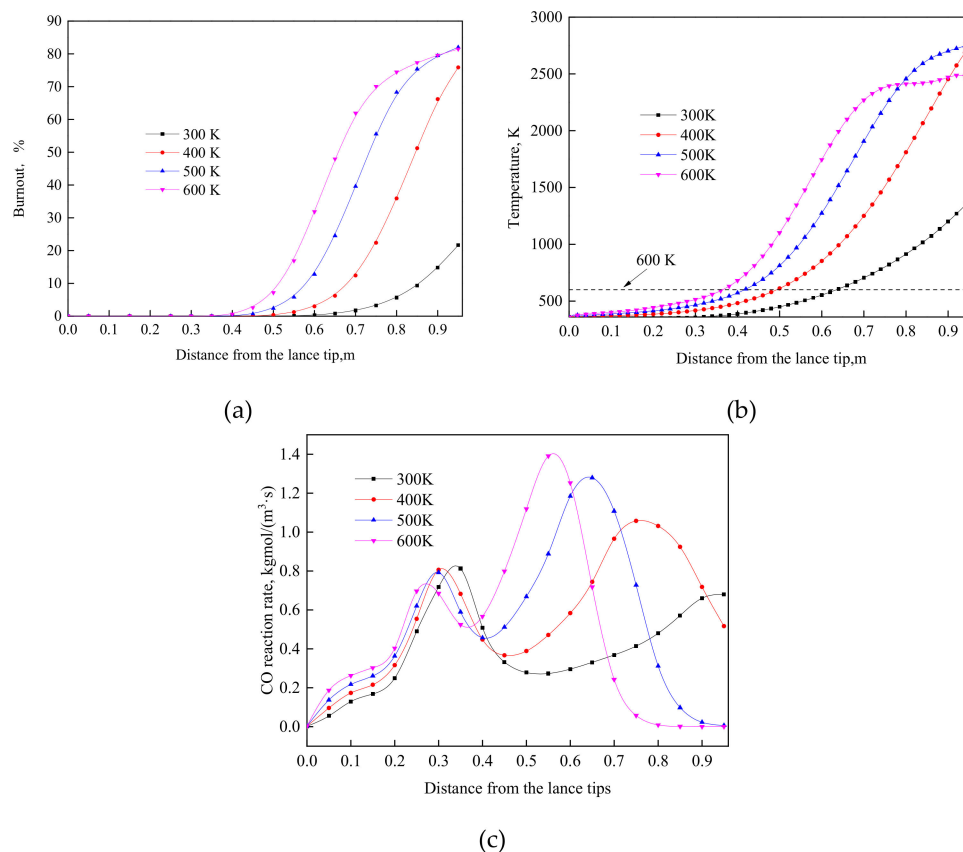 (a)
Burnout, %
90
80
70
60
50
40
30
20
10
0
300 K
400 K
500 K
600 K
0.0 0.1 0.2 0.3 0.4 0.5 0.6 0.7 0.8 0.9
Distance from the lance tip,m
Temperature, K
3000
2500
2000
1500
1000
500
300K
400K
500K
600K
600 K
0.0 0.1 0.2 0.3 0.4 0.5 0.6 0.7 0.8 0.9
Distance from the lance tip,m
(b)
CO reaction rate, kgmol/(m³·s)
1.4
1.2
1.0
0.8
0.6
0.4
0.2
0.0
300K
400K
500K
600K
0.0 0.1 0.2 0.3 0.4 0.5 0.6 0.7 0.8 0.9
Distance from the lance tips
(c)